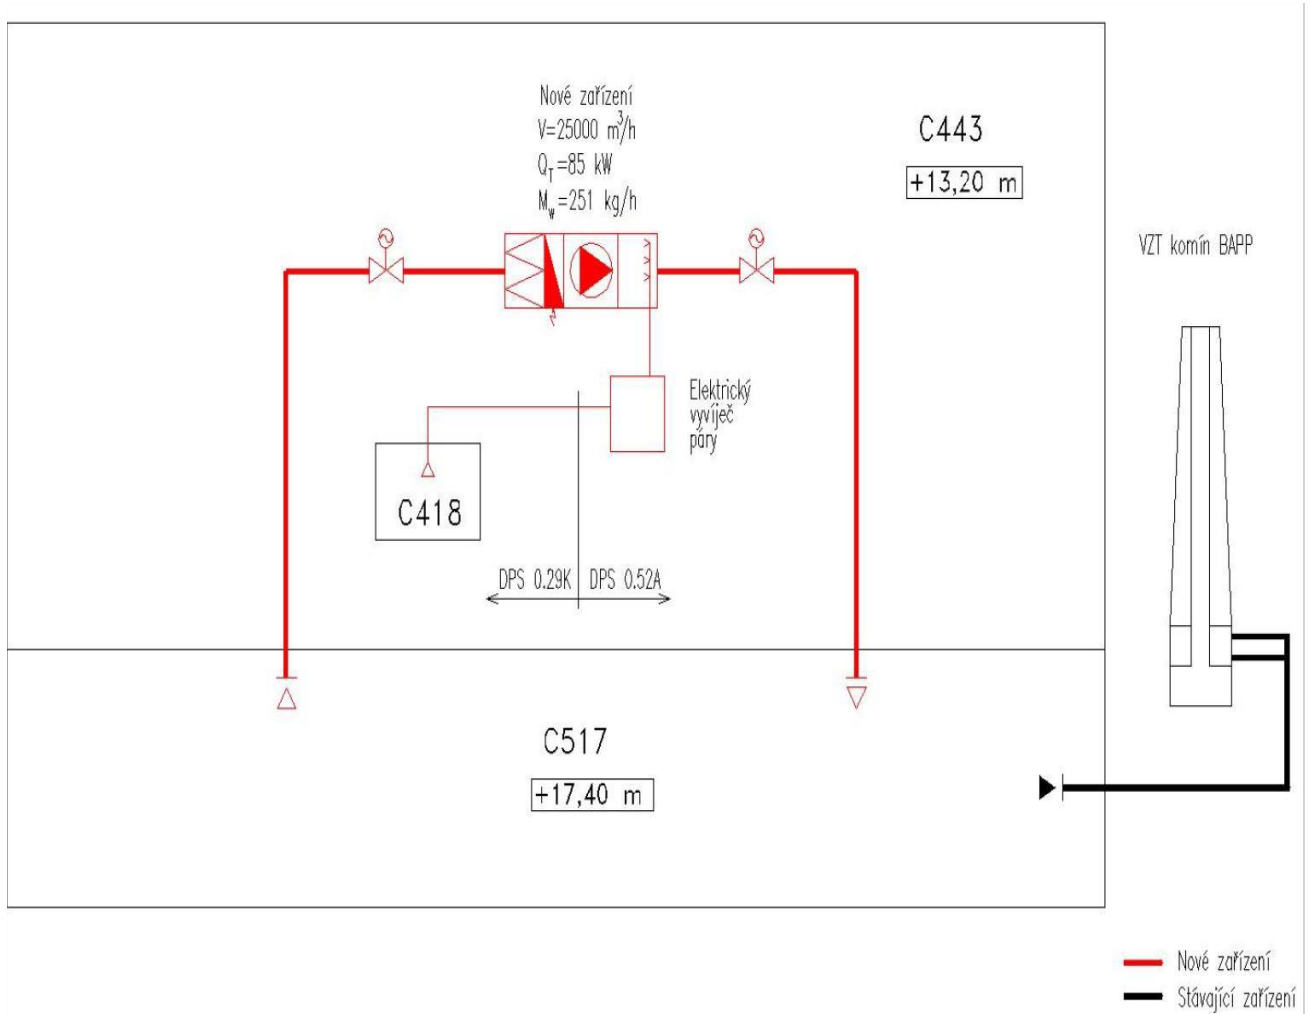 Nové zařízení
V=25000 m³/h
Q_T=85 kW
M_w=251 kg/h
C443
+13,20 m
VZT komín BAPP
Elektrický
vyvíječ
páry
C418
DPS 0.29K
DPS 0.52A
C517
+17,40 m
Nové zařízení
Stávající zařízení